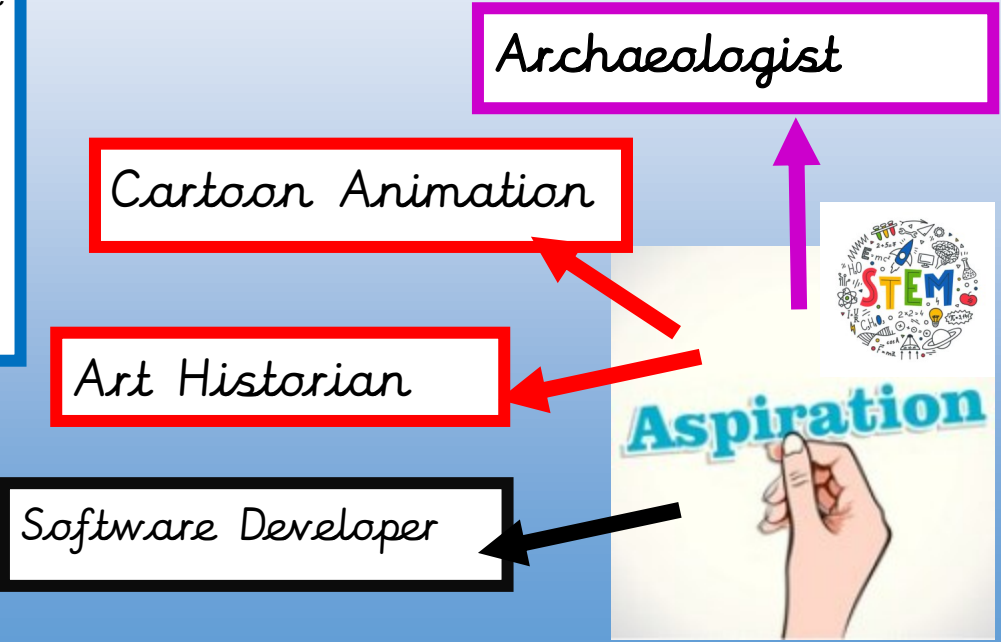 Archaeologist
Cartoon Animation
Art Historian
Software Developer
STEM
Aspiration